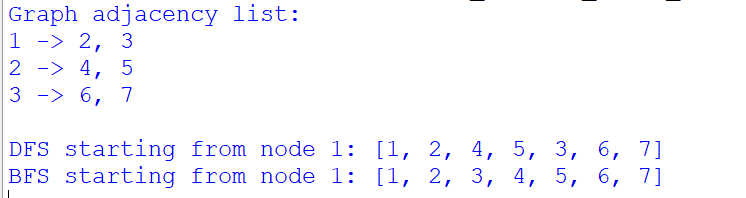 Graph adjacency list:
1 -> 2, 3
2 -> 4, 5
3 -> 6, 7
DFS starting from node 1: [1, 2, 4, 5, 3, 6, 7]
BFS starting from node 1: [1, 2, 3, 4, 5, 6, 7]